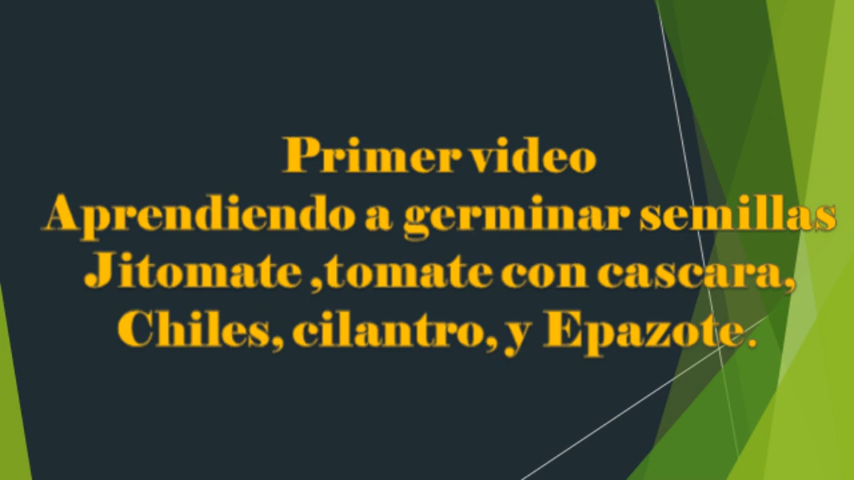 Primer video
Aprendiendo a germinar semillas
Jitomate ,tomate con cascara,
Chiles, cilantro, y Epazote.